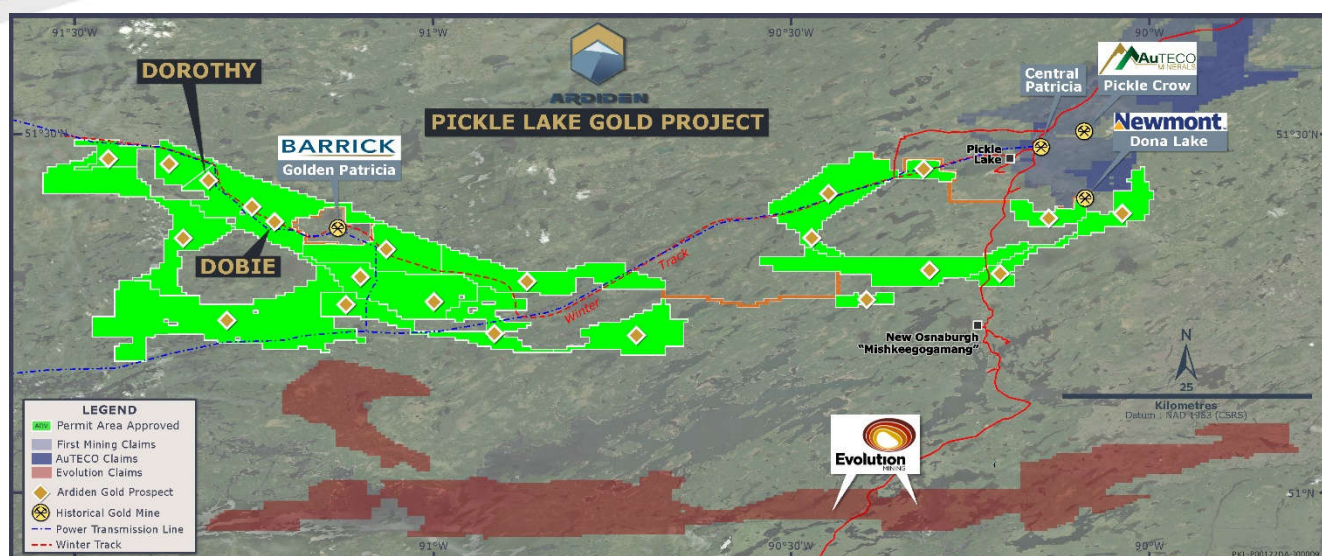 91°30'W
91°W
90°30'W
90°W
ARDIDEN
PICKLE LAKE GOLD PROJECT
DOROTHY
DOBIE
BARRICK
Golden Patricia
Central
Patricia
AuTECO
MINERALS
Pickle Crow
Newmont
Dona Lake
51°30'N
51°30'N
Pickle
Lake
Winter
Track
New Osnaburgh
"Mishkeegogamang"
N
25
Kilometres
Datum : NAD 1983 (CSRS)
Evolution
MINING
51°N
LEGEND
Permit Area Approved
First Mining Claims
AuTECO Claims
Evolution Claims
Ardiden Gold Prospect
Historical Gold Mine
Power Transmission Line
Winter Track
91°W
90°30'W
90°W